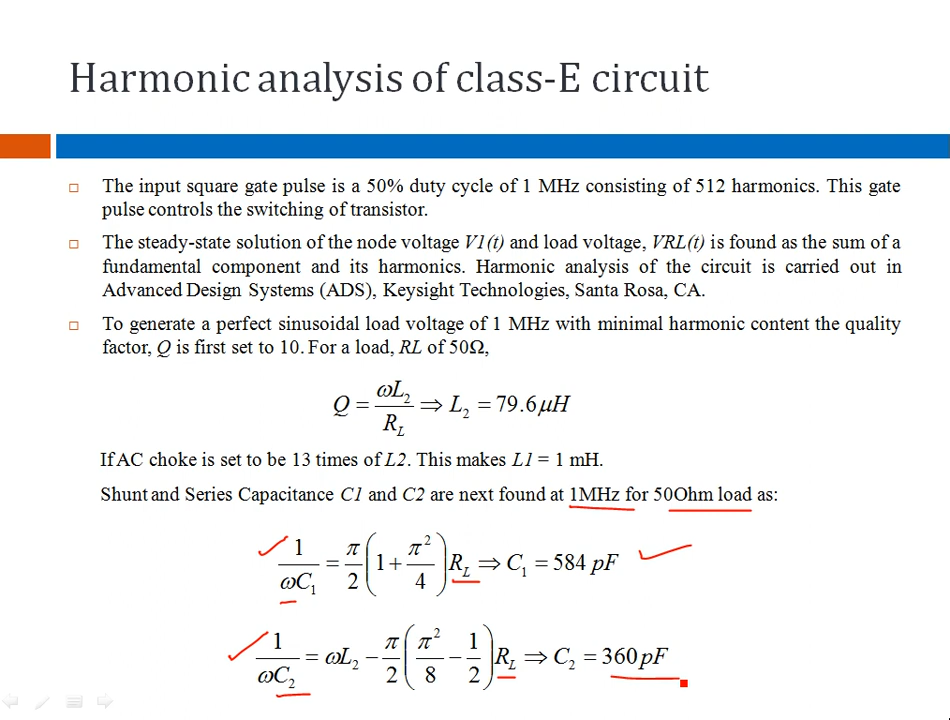 Harmonic analysis of class-E circuit
The input square gate pulse is a 50% duty cycle of 1 MHz consisting of 512 harmonics. This gate
pulse controls the switching of transistor.
The steady-state solution of the node voltage V1(t) and load voltage, VRL(t) is found as the sum of a
fundamental component and its harmonics. Harmonic analysis of the circuit is carried out in
Advanced Design Systems (ADS), Keysight Technologies, Santa Rosa, CA.
To generate a perfect sinusoidal load voltage of 1 MHz with minimal harmonic content the quality
factor, Q is first set to 10. For a load, RL of 50Ω,
Q = ωL₂/R_L ⇒ L₂ = 79.6 μH
If AC choke is set to be 13 times of L2. This makes L1 = 1 mH.
Shunt and Series Capacitance C1 and C2 are next found at 1MHz for 50Ohm load as:
1/(ωC₁) = π/2 (1 + π²/4) R_L ⇒ C₁ = 584 pF
1/(ωC₂) = ωL₂ − π/2 (π²/8 − 1/2) R_L ⇒ C₂ = 360 pF